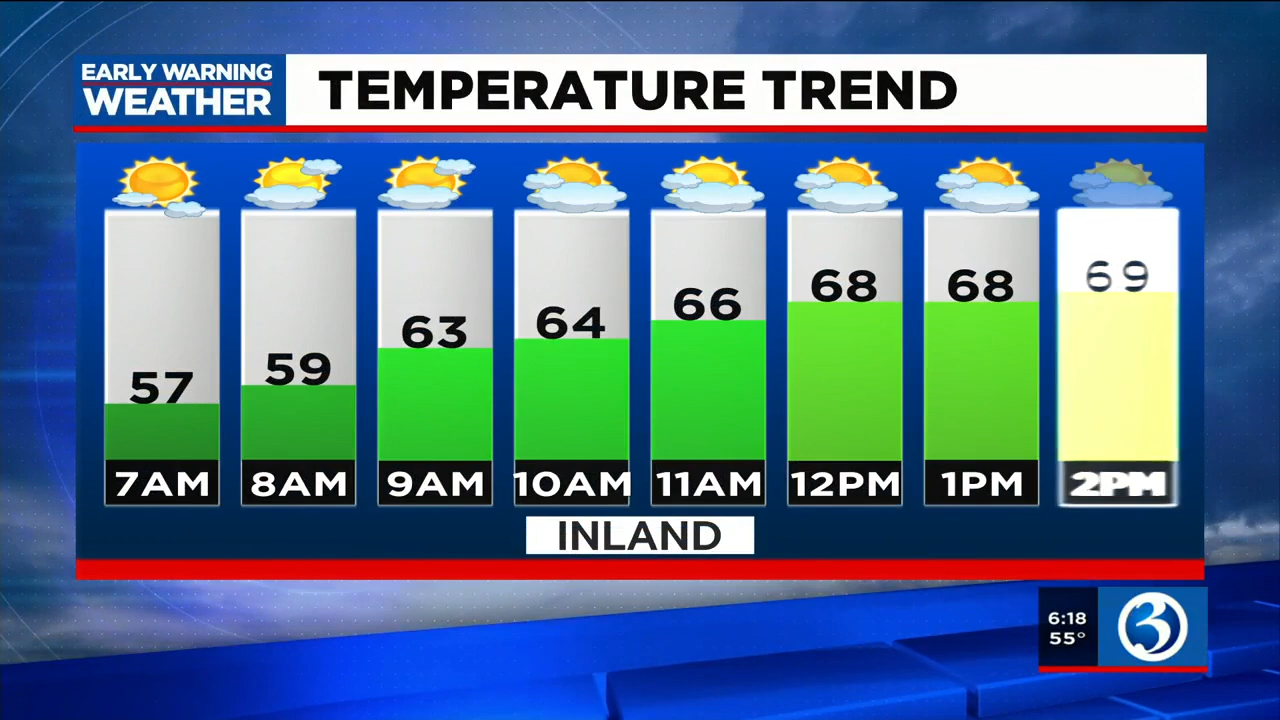 EARLY WARNING
WEATHER
TEMPERATURE TREND
57 59 63 64 66 68 68 69
7AM 8AM 9AM 10AM 11AM 12PM 1PM 2PM
INLAND
6:18
55°
3